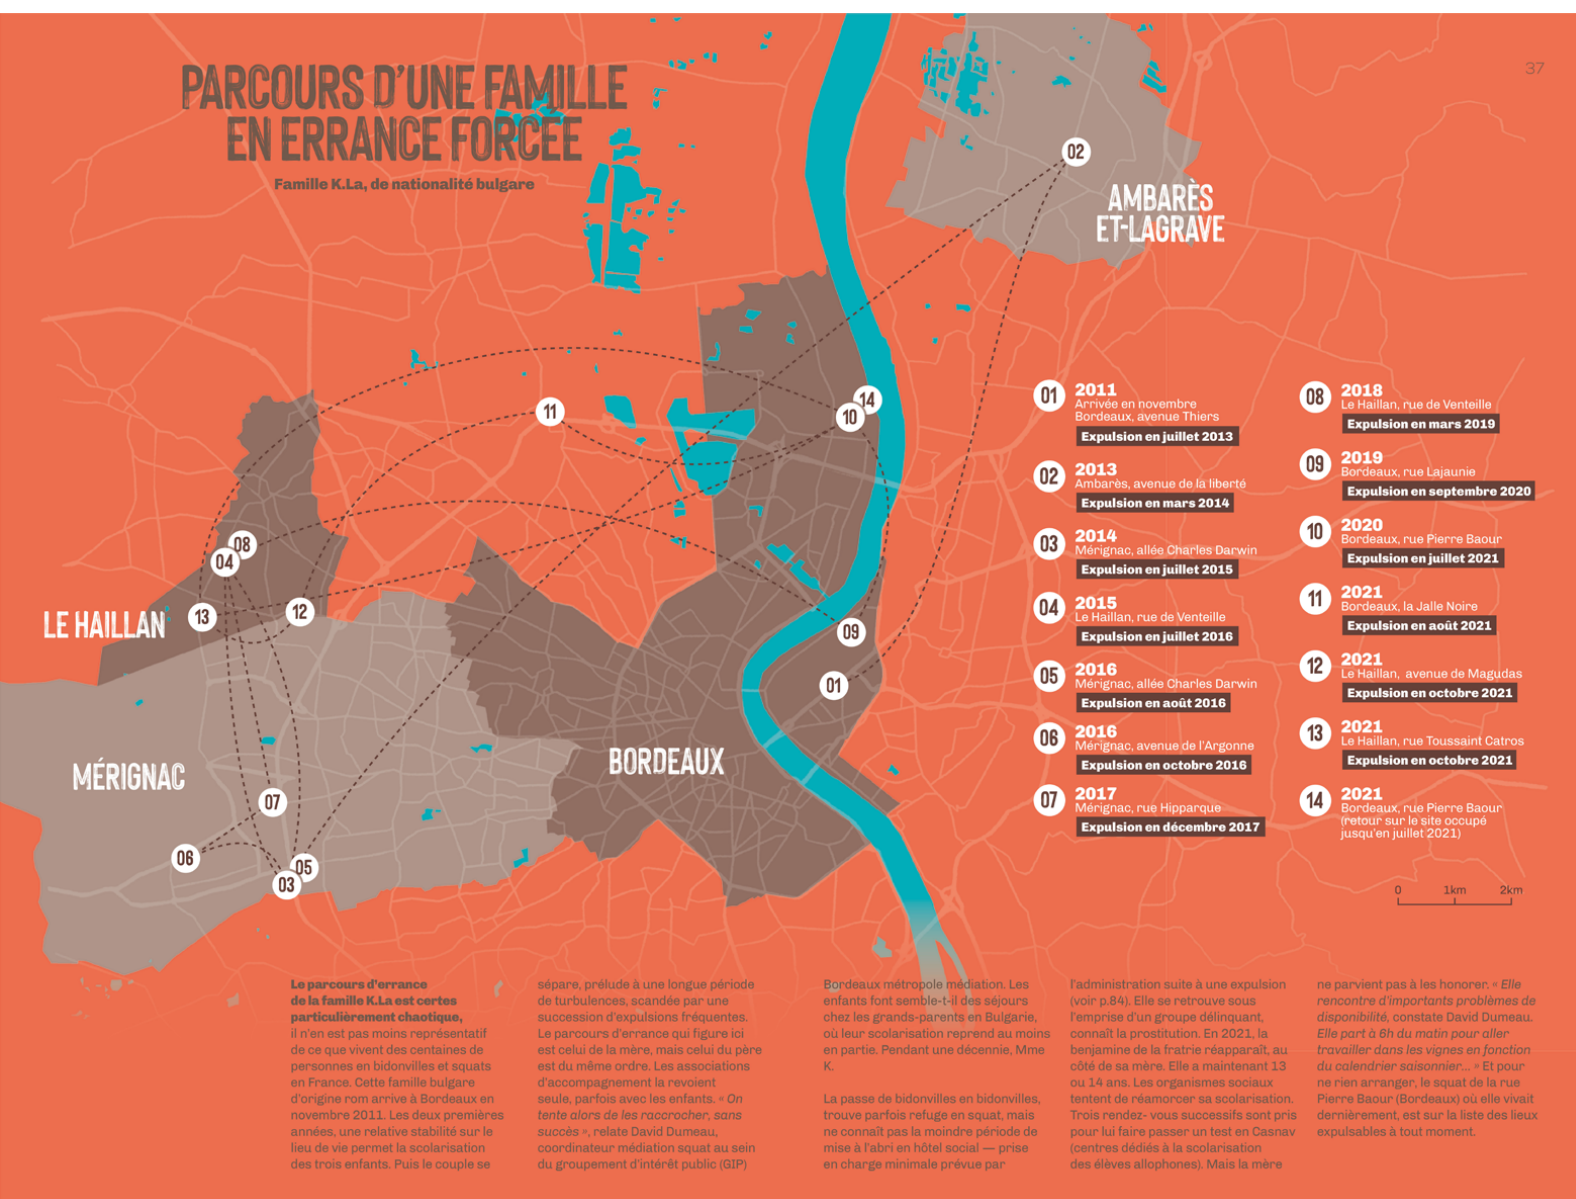 37
PARCOURS D'UNE FAMILLE
EN ERRANCE FORCÉE
Famille K.La, de nationalité bulgare
02
AMBARÈS
ET-LAGRAVE
11
14
10
08
04
13
12
LE HAILLAN
09
01
MÉRIGNAC
BORDEAUX
07
06
05
03
01
2011
Arrivée en novembre
Bordeaux, avenue Thiers
Expulsion en juillet 2013
02
2013
Ambarès, avenue de la liberté
Expulsion en mars 2014
03
2014
Mérignac, allée Charles Darwin
Expulsion en juillet 2015
04
2015
Le Haillan, rue de Venteille
Expulsion en juillet 2016
05
2016
Mérignac, allée Charles Darwin
Expulsion en août 2016
06
2016
Mérignac, avenue de l'Argonne
Expulsion en octobre 2016
07
2017
Mérignac, rue Hipparque
Expulsion en décembre 2017
08
2018
Le Haillan, rue de Venteille
Expulsion en mars 2019
09
2019
Bordeaux, rue Lajaunie
Expulsion en septembre 2020
10
2020
Bordeaux, rue Pierre Baour
Expulsion en juillet 2021
11
2021
Bordeaux, la Jalle Noire
Expulsion en août 2021
12
2021
Le Haillan, avenue de Magudas
Expulsion en octobre 2021
13
2021
Le Haillan, rue Toussaint Catros
Expulsion en octobre 2021
14
2021
Bordeaux, rue Pierre Baour
(retour sur le site occupé
jusqu'en juillet 2021)
0 1km 2km
Le parcours d'errance
de la famille K.La est certes
particulièrement chaotique,
il n'en est pas moins représentatif
de ce que vivent des centaines de
personnes en bidonvilles et squats
en France. Cette famille bulgare
d'origine rom arrive à Bordeaux en
novembre 2011. Les deux premières
années, une relative stabilité sur le
lieu de vie permet la scolarisation
des trois enfants. Puis le couple se
sépare, prélude à une longue période
de turbulences, scandée par une
succession d'expulsions fréquentes.
Le parcours d'errance qui figure ici
est celui de la mère, mais celui du père
est du même ordre. Les associations
d'accompagnement la revoient
seule, parfois avec les enfants. « On
tente alors de les raccrocher, sans
succès », relate David Dumeau,
coordinateur médiation squat au sein
du groupement d'intérêt public (GIP)
Bordeaux métropole médiation. Les
enfants font semble-t-il des séjours
chez les grands-parents en Bulgarie,
où leur scolarisation reprend au moins
en partie. Pendant une décennie, Mme
K.
La passe de bidonvilles en bidonvilles,
trouve parfois refuge en squat, mais
ne connaît pas la moindre période de
mise à l'abri en hôtel social — prise
en charge minimale prévue par
l'administration suite à une expulsion
(voir p.84). Elle se retrouve sous
l'emprise d'un groupe délinquant,
connaît la prostitution. En 2021, la
benjamine de la fratrie réapparaît, au
côté de sa mère. Elle a maintenant 13
ou 14 ans. Les organismes sociaux
tentent de réamorcer sa scolarisation.
Trois rendez- vous successifs sont pris
pour lui faire passer un test en Casnav
(centres dédiés à la scolarisation
des élèves allophones). Mais la mère
ne parvient pas à les honorer. « Elle
rencontre d'importants problèmes de
disponibilité, constate David Dumeau.
Elle part à 6h du matin pour aller
travailler dans les vignes en fonction
du calendrier saisonnier... » Et pour
ne rien arranger, le squat de la rue
Pierre Baour (Bordeaux) où elle vivait
dernièrement, est sur la liste des lieux
expulsables à tout moment.